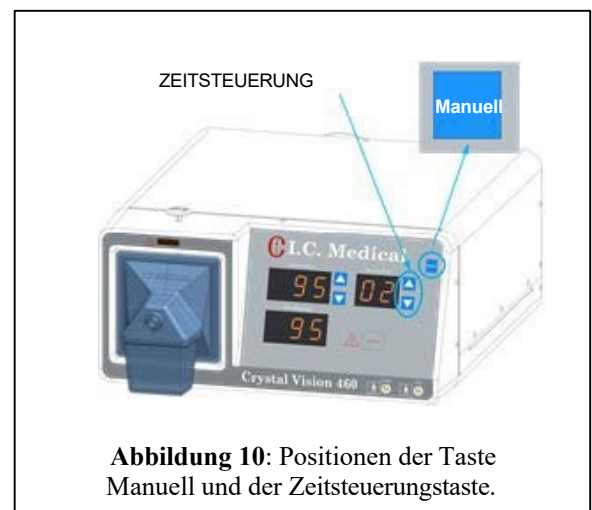 ZEITSTEUERUNG
Manuell
I.C. Medical
95 02
95
Crystal Vision 460
Abbildung 10: Positionen der Taste
Manuell und der Zeitsteuerungstaste.